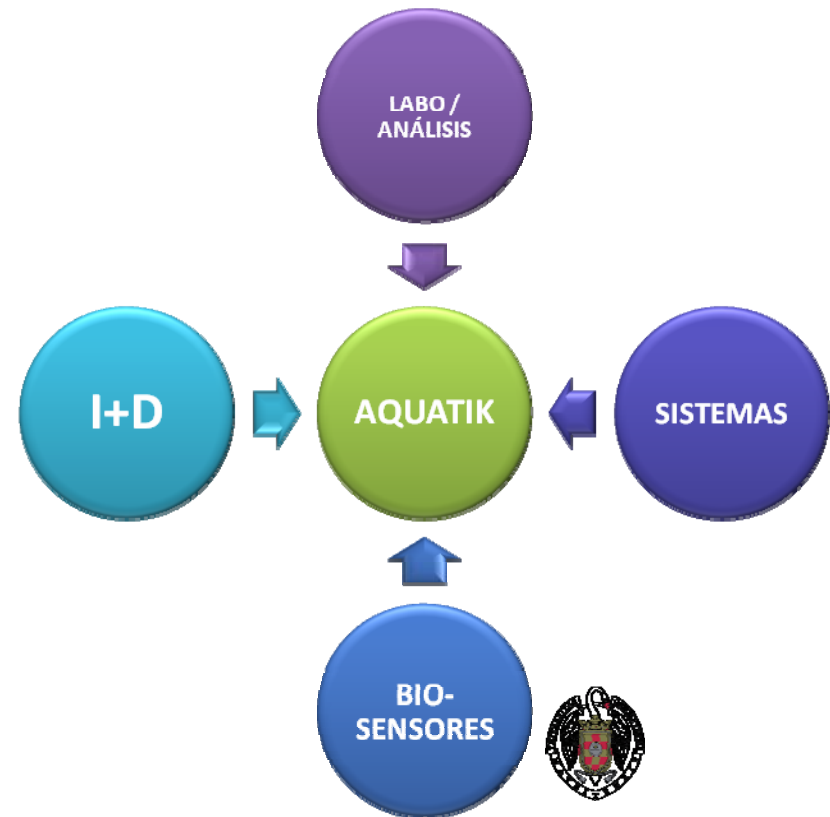 LABO /
ANÁLISIS
I+D
AQUATIK
SISTEMAS
BIO-
SENSORES